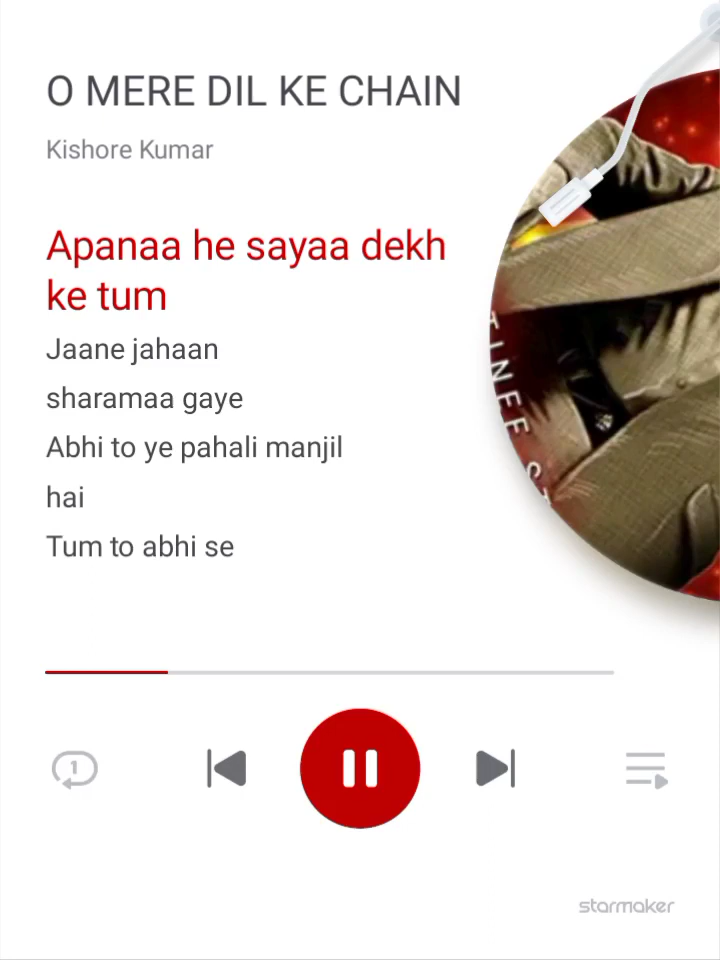 O MERE DIL KE CHAIN
Kishore Kumar
Apanaa he sayaa dekh
ke tum
Jaane jahaan
sharamaa gaye
Abhi to ye pahali manjil
hai
Tum to abhi se
1
starmaker